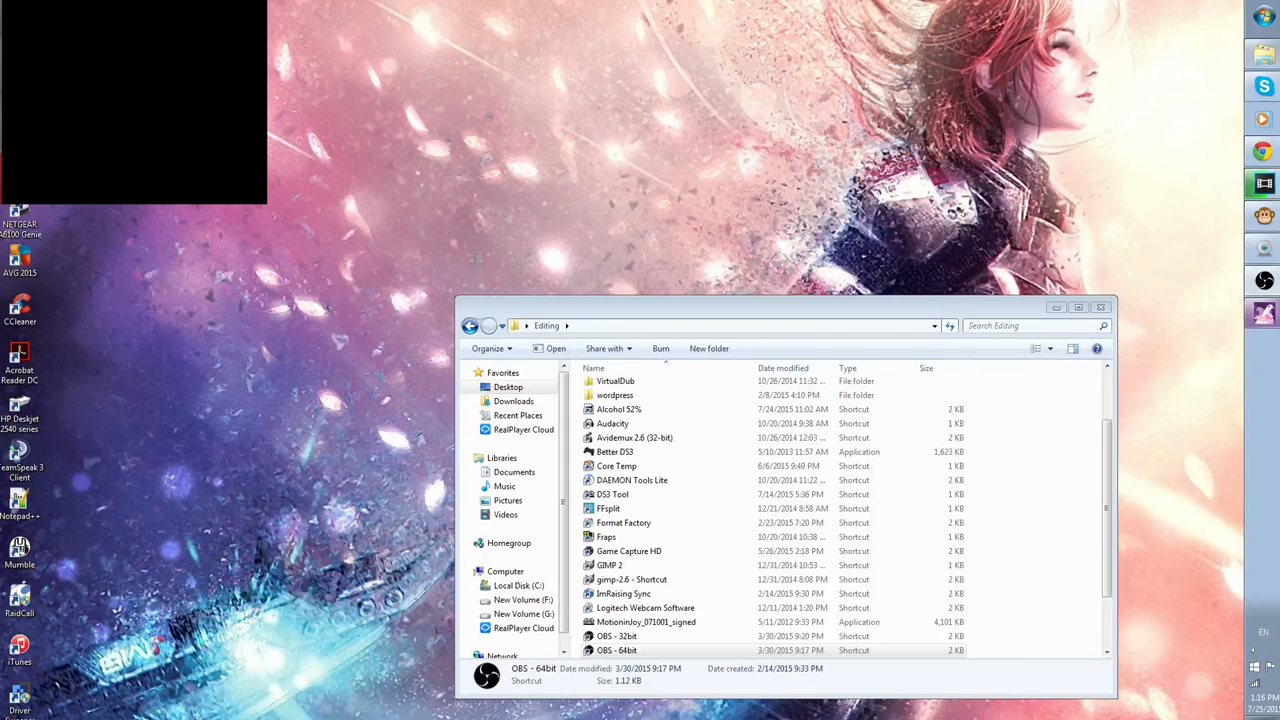 NETGEAR
A6100 Genie
AVG 2015
CCleaner
Acrobat
Reader DC
HP Deskjet
2540 series
TeamSpeak 3
Client
Notepad++
Mumble
RaidCall
iTunes
Driver
Editing
Search Editing
Organize
Open
Share with
Burn
New folder
Favorites
Desktop
Downloads
Recent Places
RealPlayer Cloud
Libraries
Documents
Music
Pictures
Videos
Homegroup
Computer
Local Disk (C:)
New Volume (F:)
New Volume (G:)
RealPlayer Cloud
Network
Name Date modified Type Size
VirtualDub 10/26/2014 11:32 ... File folder
wordpress 2/8/2015 4:10 PM File folder
Alcohol 52% 7/24/2015 11:02 AM Shortcut 2 KB
Audacity 10/20/2014 9:38 AM Shortcut 1 KB
Avidemux 2.6 (32-bit) 10/26/2014 12:03 ... Shortcut 2 KB
Better DS3 5/10/2013 11:57 AM Application 1,623 KB
Core Temp 6/6/2015 9:49 PM Shortcut 1 KB
DAEMON Tools Lite 10/20/2014 11:22 ... Shortcut 2 KB
DS3 Tool 7/14/2015 5:36 PM Shortcut 1 KB
FFsplit 12/21/2014 8:58 AM Shortcut 1 KB
Format Factory 2/23/2015 7:20 PM Shortcut 2 KB
Fraps 10/20/2014 10:38 ... Shortcut 1 KB
Game Capture HD 5/26/2015 2:18 PM Shortcut 2 KB
GIMP 2 12/31/2014 10:53 ... Shortcut 1 KB
gimp-2.6 - Shortcut 12/31/2014 8:08 PM Shortcut 2 KB
ImRaising Sync 2/14/2015 9:30 PM Shortcut 1 KB
Logitech Webcam Software 12/11/2014 1:20 PM Shortcut 2 KB
MotioninJoy_071001_signed 5/11/2012 9:33 PM Application 4,101 KB
OBS - 32bit 3/30/2015 9:20 PM Shortcut 2 KB
OBS - 64bit 3/30/2015 9:17 PM Shortcut 2 KB
OBS - 64bit Date modified: 3/30/2015 9:17 PM Date created: 2/14/2015 9:33 PM
Shortcut Size: 1.12 KB
EN
1:16 PM
7/25/201